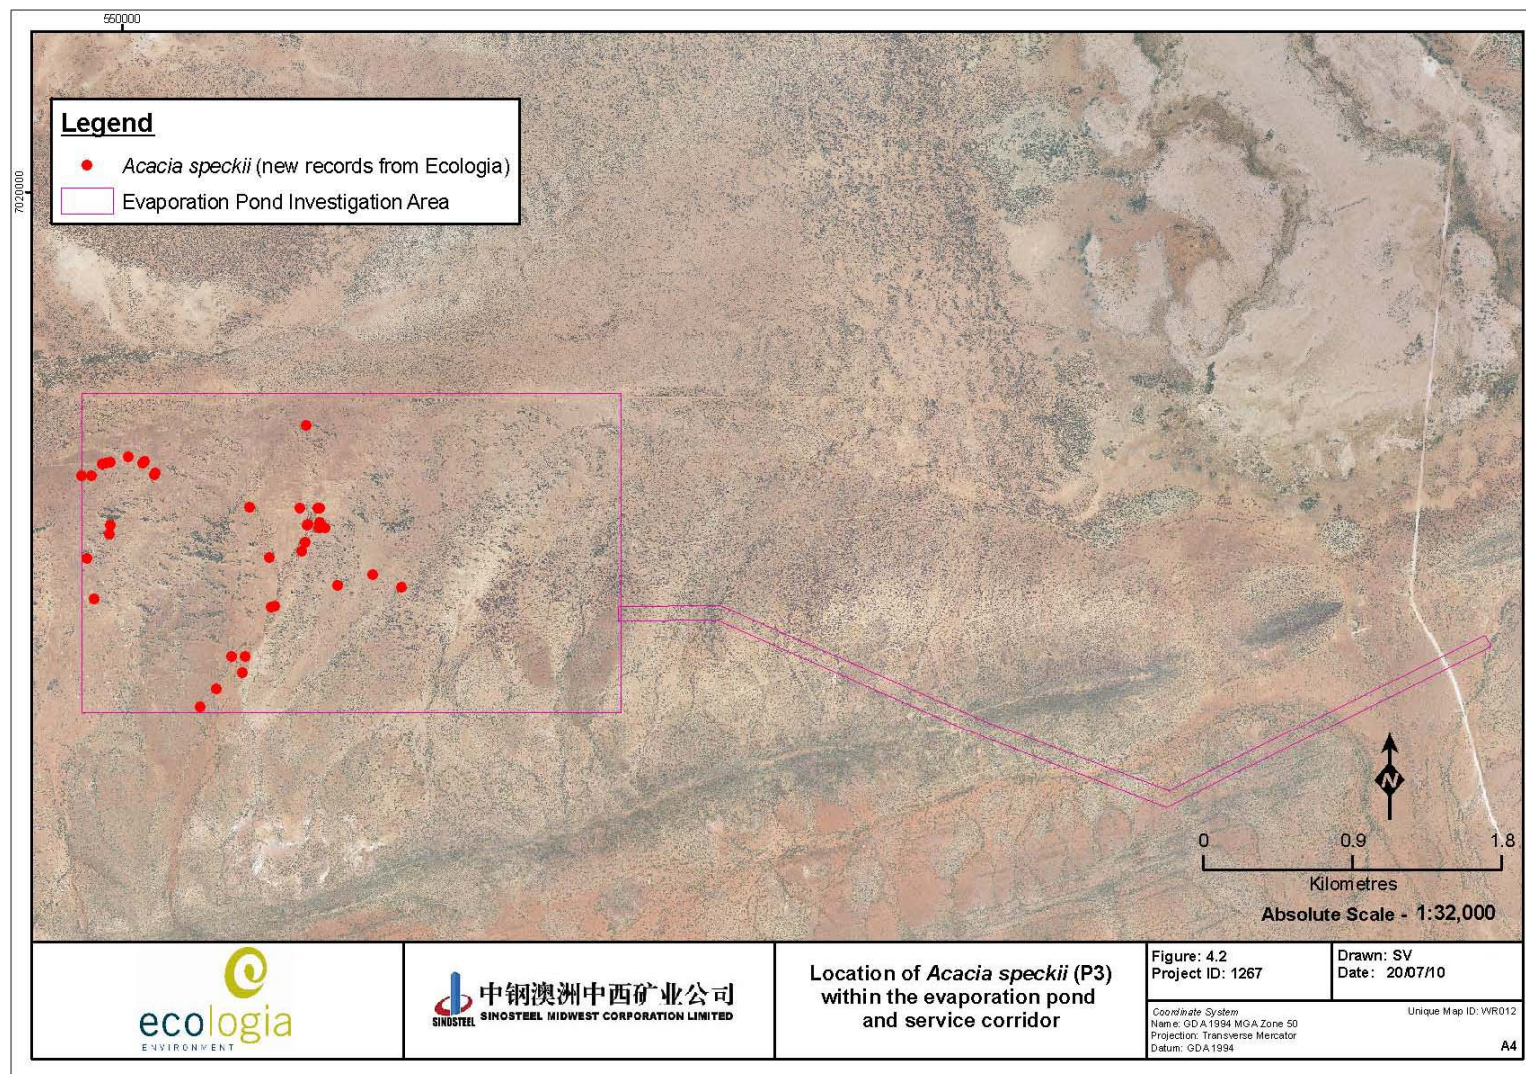 550000
7020000
Legend
Acacia speckii (new records from Ecologia)
Evaporation Pond Investigation Area
N
0 0.9 1.8
Kilometres
Absolute Scale - 1:32,000
ecologia
ENVIRONMENT
SINOSTEEL
中钢澳洲中西矿业公司
SINOSTEEL MIDWEST CORPORATION LIMITED
Location of Acacia speckii (P3)
within the evaporation pond
and service corridor
Figure: 4.2
Project ID: 1267
Drawn: SV
Date: 20/07/10
Coordinate System
Name: GDA 1994 MGA Zone 50
Projection: Transverse Mercator
Datum: GDA 1994
Unique Map ID: WR012
A4